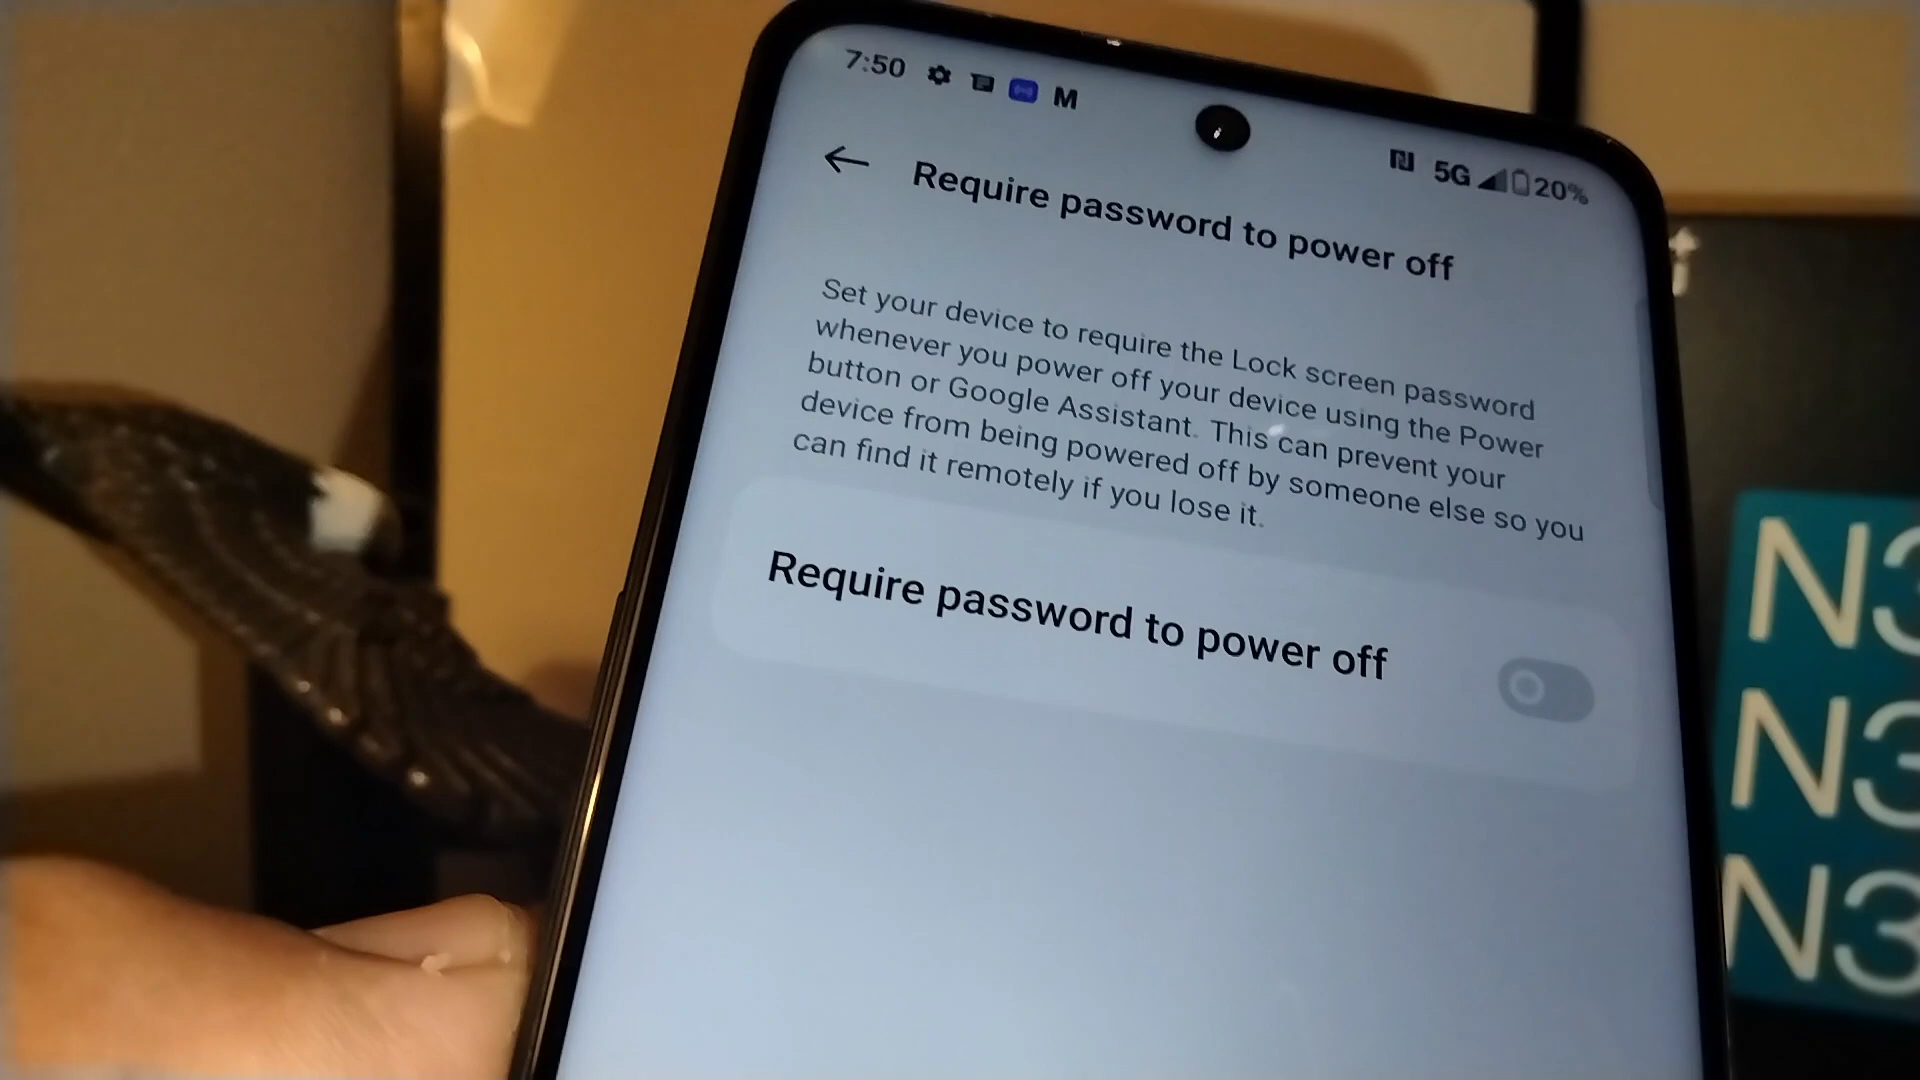 7:50 M 5G 20%
Require password to power off
Set your device to require the Lock screen password
whenever you power off your device using the Power
button or Google Assistant. This can prevent your
device from being powered off by someone else so you
can find it remotely if you lose it.
Require password to power off
N3
N3
N3